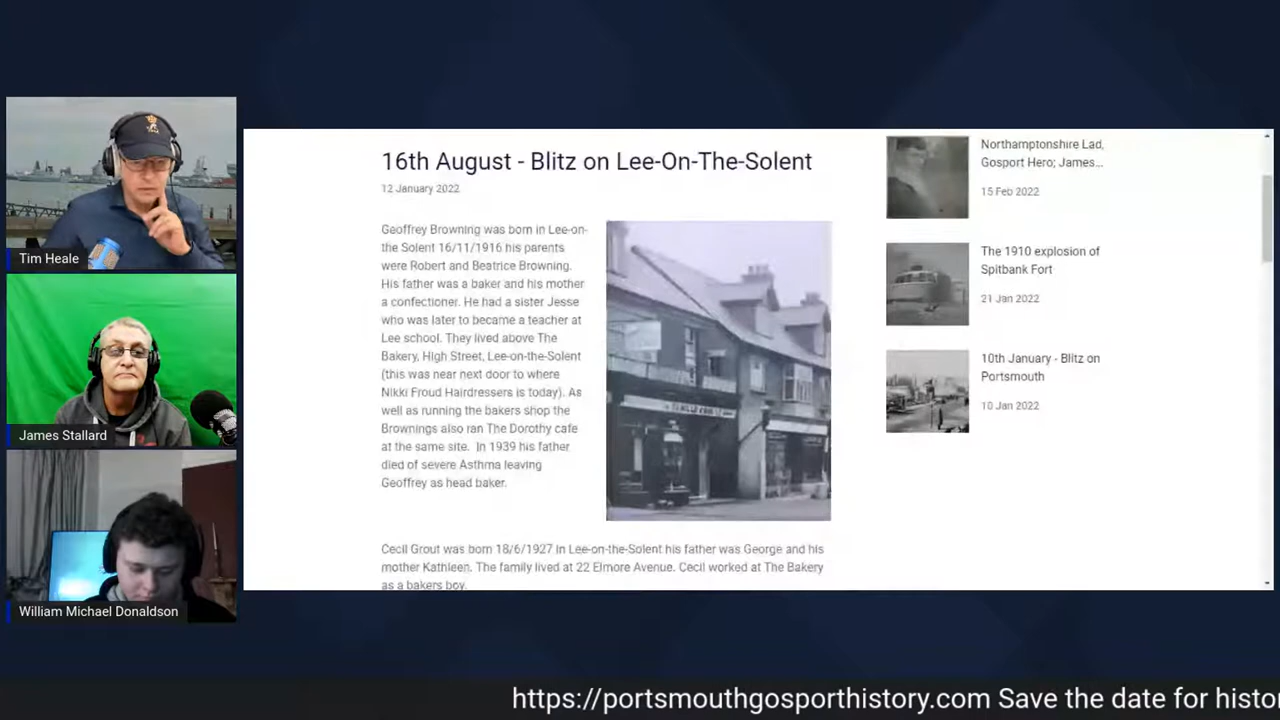 Tim Heale
James Stallard
William Michael Donaldson
16th August - Blitz on Lee-On-The-Solent
12 January 2022
Geoffrey Browning was born in Lee-on-
the Solent 16/11/1916 his parents
were Robert and Beatrice Browning.
His father was a baker and his mother
a confectioner. He had a sister Jesse
who was later to became a teacher at
Lee school. They lived above The
Bakery, High Street, Lee-on-the-Solent
(this was near next door to where
Nikki Froud Hairdressers is today). As
well as running the bakers shop the
Brownings also ran The Dorothy cafe
at the same site. In 1939 his father
died of severe Asthma leaving
Geoffrey as head baker.
Cecil Grout was born 18/6/1927 in Lee-on-the-Solent his father was George and his
mother Kathleen. The family lived at 22 Elmore Avenue. Cecil worked at The Bakery
as a bakers boy.
Northamptonshire Lad,
Gosport Hero; James...
15 Feb 2022
The 1910 explosion of
Spitbank Fort
21 Jan 2022
10th January - Blitz on
Portsmouth
10 Jan 2022
https://portsmouthgosporthistory.com Save the date for histo